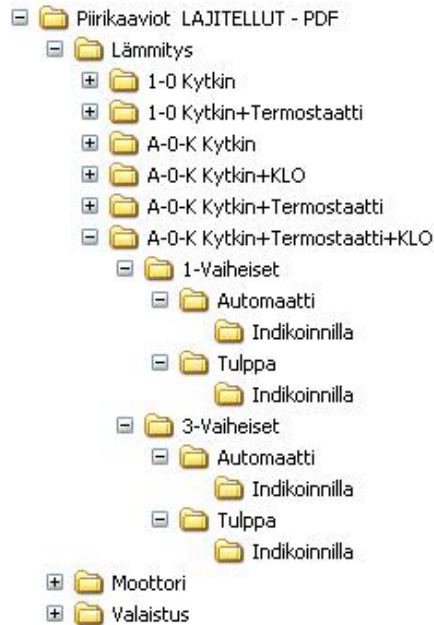 Piirikaaviot LAJITELLUT - PDF
Lämmitys
1-0 Kytkin
1-0 Kytkin+Termostaatti
A-0-K Kytkin
A-0-K Kytkin+KLO
A-0-K Kytkin+Termostaatti
A-0-K Kytkin+Termostaatti+KLO
1-Vaiheiset
Automaatti
Indikoinnilla
Tulppa
Indikoinnilla
3-Vaiheiset
Automaatti
Indikoinnilla
Tulppa
Indikoinnilla
Moottori
Valaistus